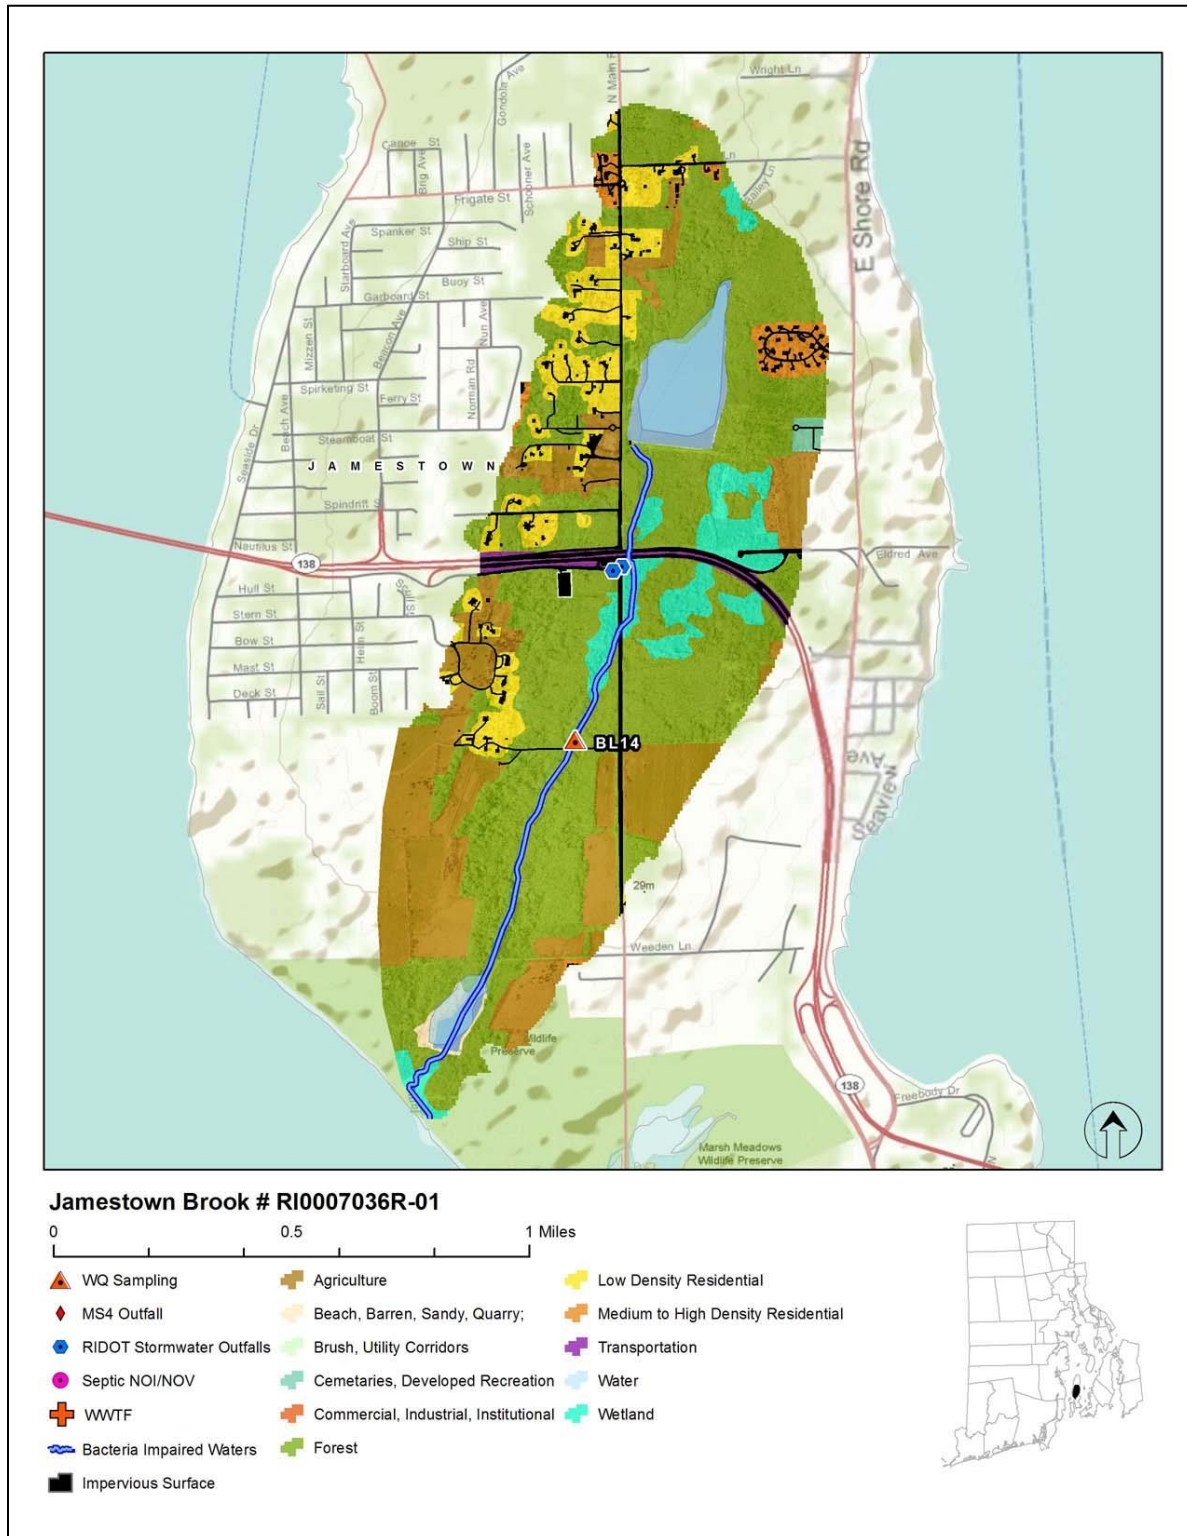 Wright Ln
N Main R
Gondola Ave
Canoe St
Brig Ave
Schooner Ave
Ln
Bailey Ln
Frigate St
E Shore Rd
Starboard Ave
Spanker St
Ship St
Buoy St
Garboard St
Mizzen St
Beacon Ave
Nun Ave
Norman Rd
Spirketing St
Ferry St
Beach Ave
Seaside Dr
Steamboat St
JAMESTOWN
Spindrift St
Nautilus St
138
Eldred Ave
Hull St
Stern St
Bow St
Helm St
Mast St
Deck St
Sail St
Boom St
BL14
Seaview Ave
29m
Weeden Ln
Wildlife
Preserve
138
Freebody Dr
Marsh Meadows
Wildlife Preserve
Jamestown Brook # RI0007036R-01
0 0.5 1 Miles
WQ Sampling
MS4 Outfall
RIDOT Stormwater Outfalls
Septic NOI/NOV
WWTF
Bacteria Impaired Waters
Impervious Surface
Agriculture
Beach, Barren, Sandy, Quarry;
Brush, Utility Corridors
Cemetaries, Developed Recreation
Commercial, Industrial, Institutional
Forest
Low Density Residential
Medium to High Density Residential
Transportation
Water
Wetland